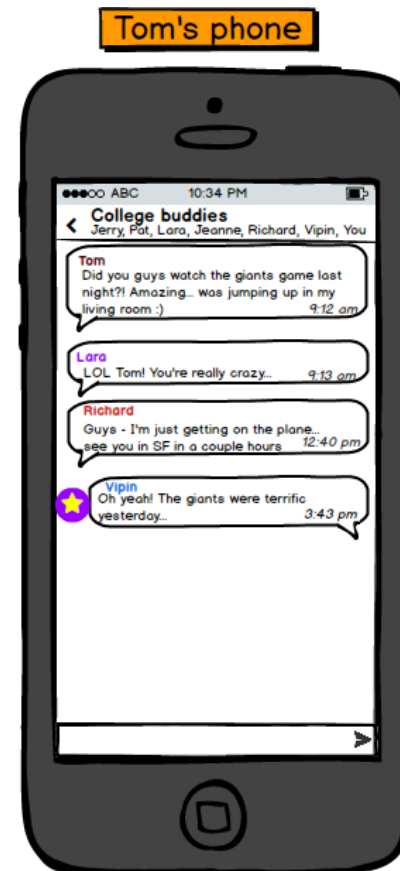 Tom's phone
ABC 10:34 PM
College buddies
Jerry, Pat, Lara, Jeanne, Richard, Vipin, You
Tom
Did you guys watch the giants game last
night?! Amazing... was jumping up in my
living room :) 9:12 am
Lara
LOL Tom! You're really crazy... 9:13 am
Richard
Guys - I'm just getting on the plane...
see you in SF in a couple hours 12:40 pm
Vipin
Oh yeah! The giants were terrific
yesterday... 3:43 pm